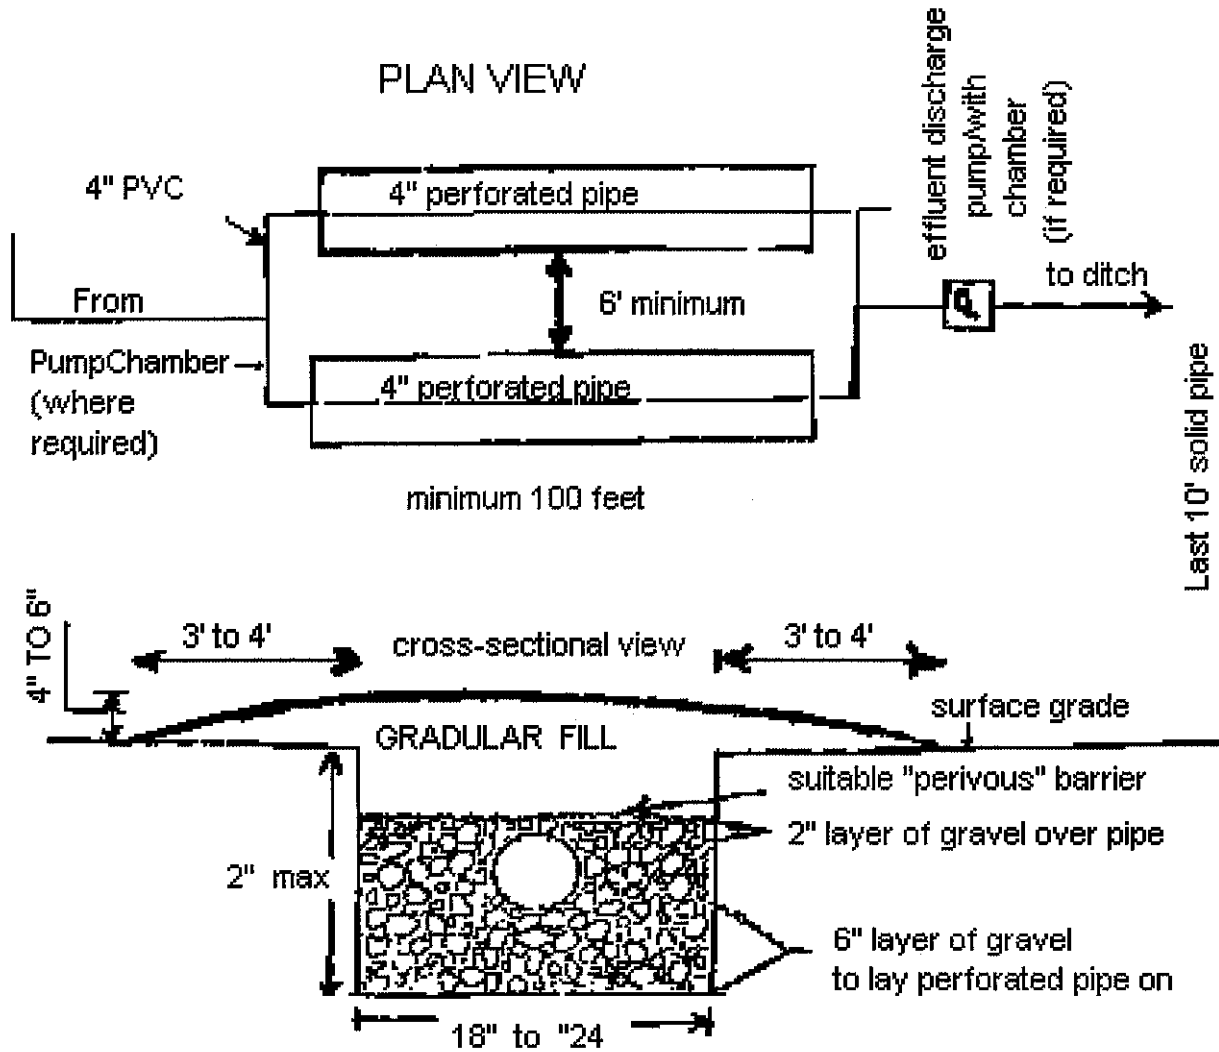 PLAN VIEW
4" PVC
4" perforated pipe
effluent discharge
pump/with
chamber
(if required)
to ditch
From
6' minimum
PumpChamber
(where
required)
4" perforated pipe
minimum 100 feet
Last 10' solid pipe
4" TO 6"
3' to 4'
cross-sectional view
3' to 4'
surface grade
GRADULAR FILL
suitable "perivous" barrier
2" layer of gravel over pipe
2" max
6" layer of gravel
to lay perforated pipe on
18" to "24